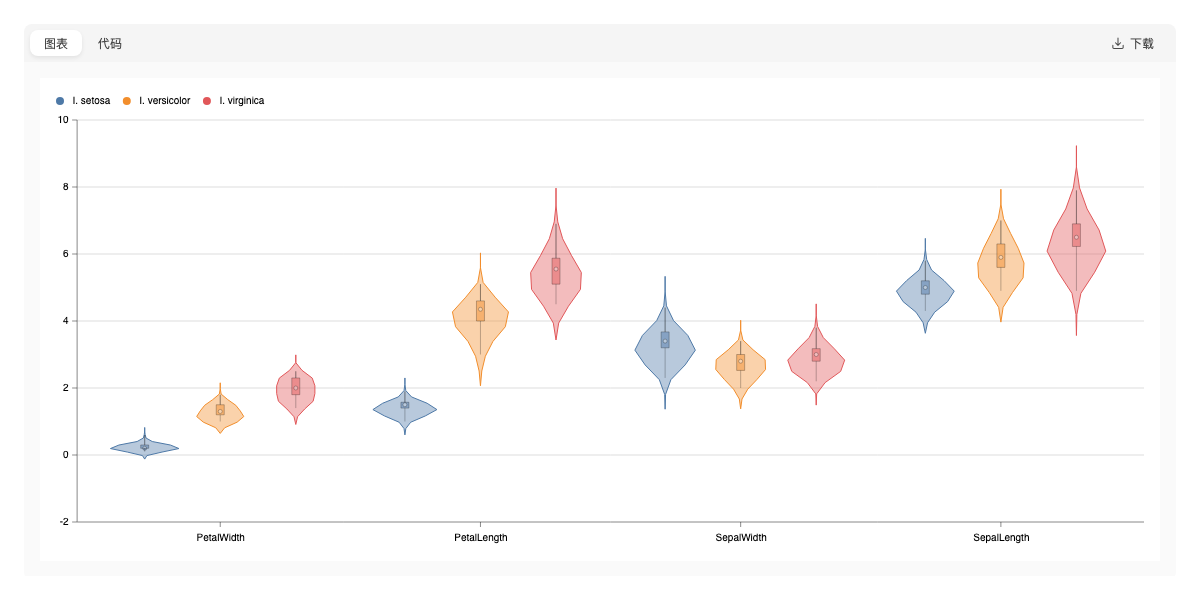 图表 代码 下载
I. setosa I. versicolor I. virginica
10
8
6
4
2
0
-2
PetalWidth PetalLength SepalWidth SepalLength